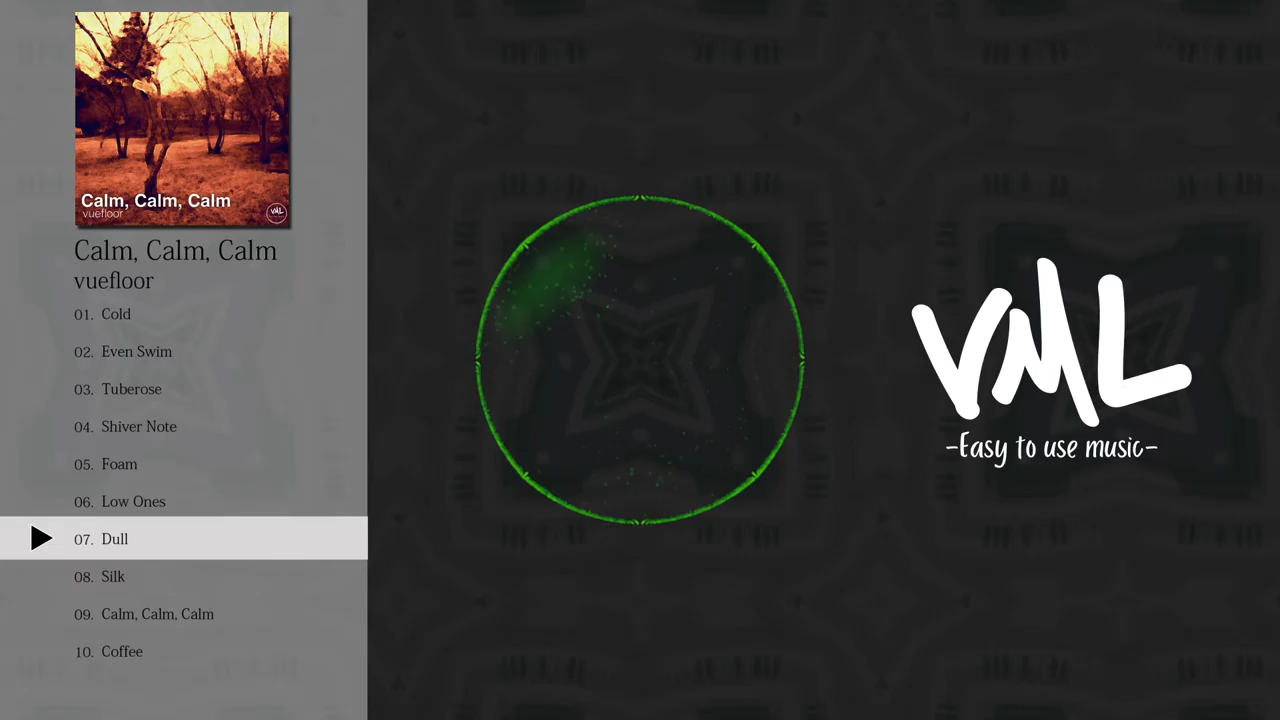 Calm, Calm, Calm
vuefloor
VML
Calm, Calm, Calm
vuefloor
01. Cold
02. Even Swim
03. Tuberose
04. Shiver Note
05. Foam
06. Low Ones
07. Dull
08. Silk
09. Calm, Calm, Calm
10. Coffee
VML
-Easy to use music-